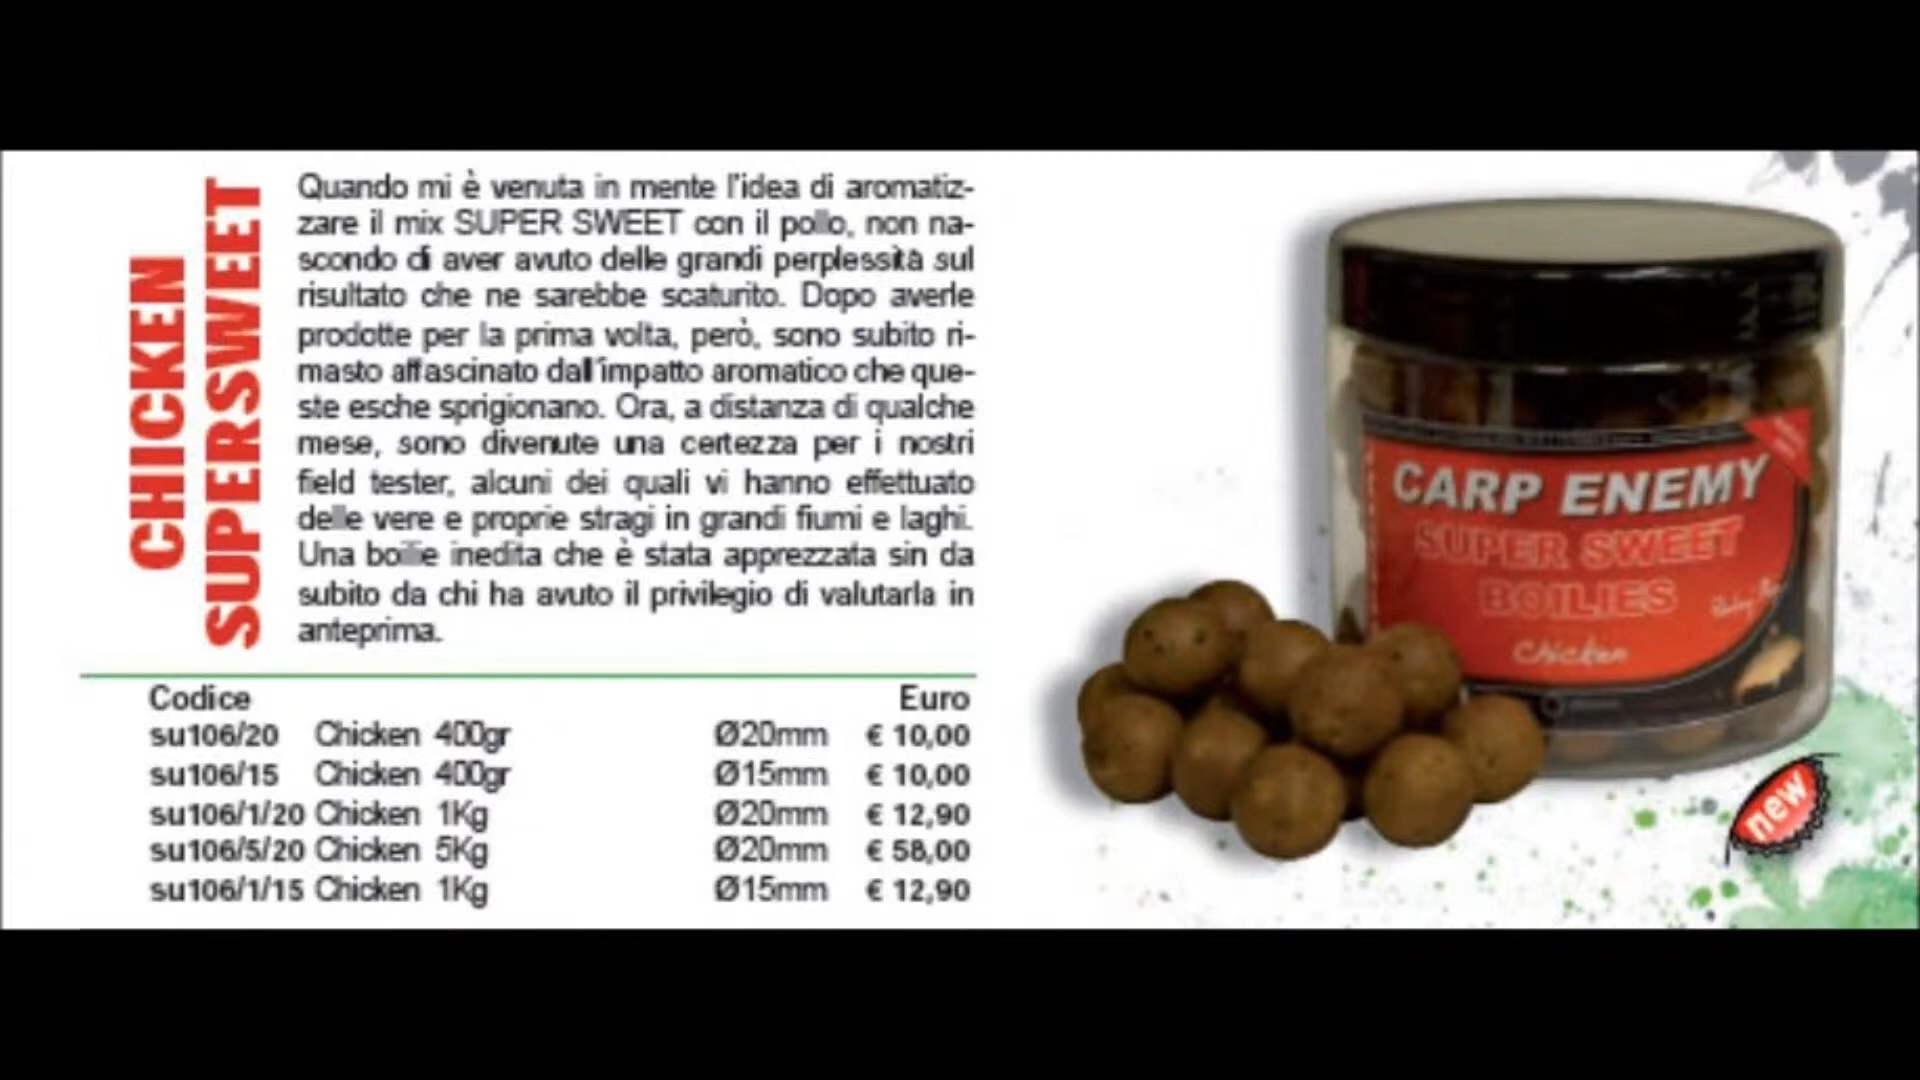 CHICKEN
SUPERSWEET
Quando mi è venuta in mente l'idea di aromatiz-
zare il mix SUPER SWEET con il pollo, non na-
scondo di aver avuto delle grandi perplessità sul
risultato che ne sarebbe scaturito. Dopo averle
prodotte per la prima volta, però, sono subito ri-
masto affascinato dall'impatto aromatico che que-
ste esche sprigionano. Ora, a distanza di qualche
mese, sono divenute una certezza per i nostri
field tester, alcuni dei quali vi hanno effettuato
delle vere e proprie stragi in grandi fiumi e laghi.
Una boilie inedita che è stata apprezzata sin da
subito da chi ha avuto il privilegio di valutarla in
anteprima.
Codice Euro
su106/20 Chicken 400gr Ø20mm € 10,00
su106/15 Chicken 400gr Ø15mm € 10,00
su106/1/20 Chicken 1Kg Ø20mm € 12,90
su106/5/20 Chicken 5Kg Ø20mm € 58,00
su106/1/15 Chicken 1Kg Ø15mm € 12,90
CARP ENEMY
SUPER SWEET
BOILIES
Chicken
new